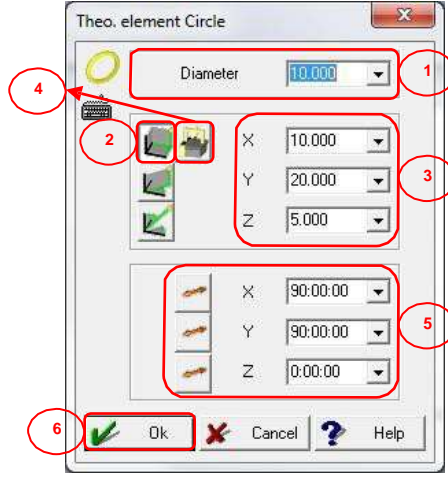 Theo. element Circle
1
Diameter 10.000
4
2
X 10.000
3
Y 20.000
Z 5.000
X 90:00:00
5
Y 90:00:00
Z 0:00:00
6
Ok Cancel Help